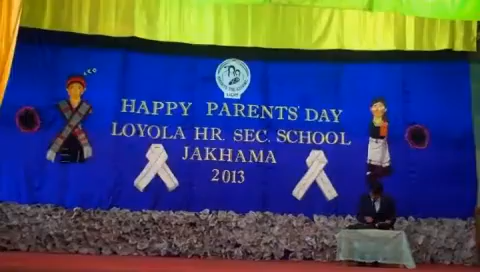 HAPPY PARENTS' DAY
LOYOLA HR. SEC. SCHOOL
JAKHAMA
2013